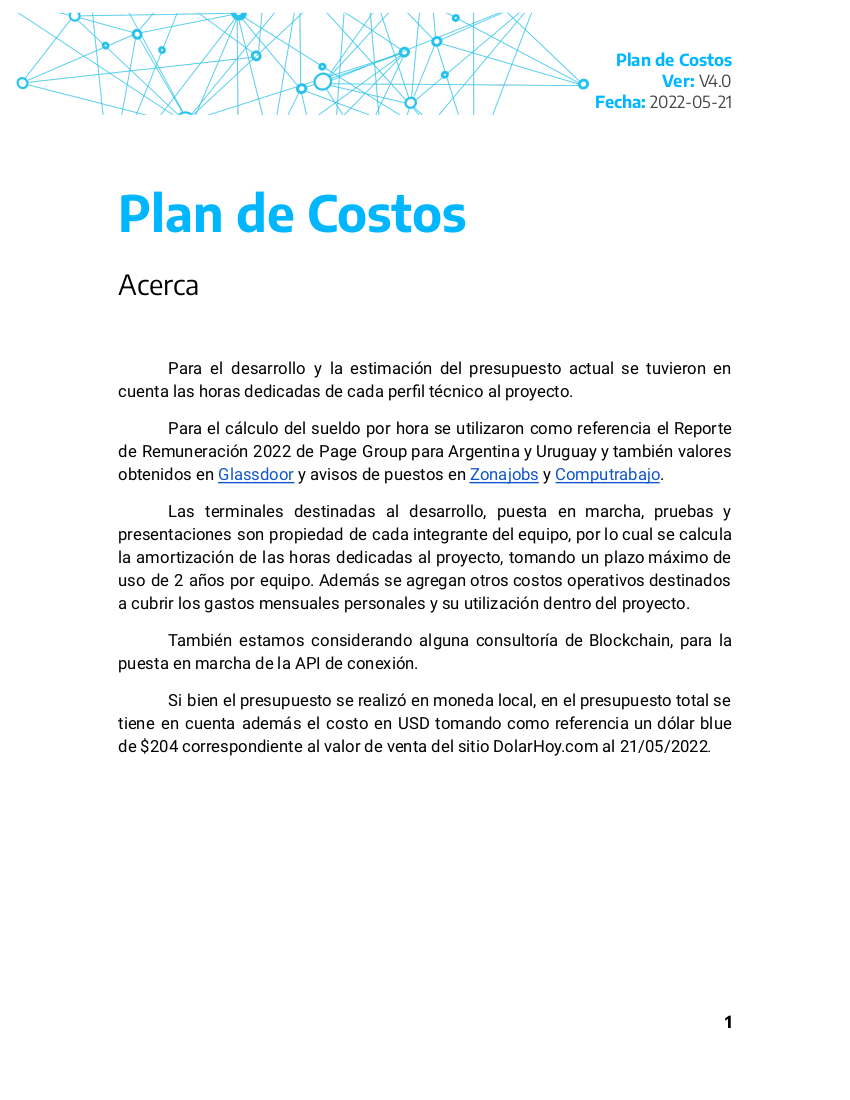 Plan de Costos
Ver: V4.0
Fecha: 2022-05-21
Plan de Costos
Acerca
Para el desarrollo y la estimación del presupuesto actual se tuvieron en
cuenta las horas dedicadas de cada perfil técnico al proyecto.
Para el cálculo del sueldo por hora se utilizaron como referencia el Reporte
de Remuneración 2022 de Page Group para Argentina y Uruguay y también valores
obtenidos en Glassdoor y avisos de puestos en Zonajobs y Computrabajo.
Las terminales destinadas al desarrollo, puesta en marcha, pruebas y
presentaciones son propiedad de cada integrante del equipo, por lo cual se calcula
la amortización de las horas dedicadas al proyecto, tomando un plazo máximo de
uso de 2 años por equipo. Además se agregan otros costos operativos destinados
a cubrir los gastos mensuales personales y su utilización dentro del proyecto.
También estamos considerando alguna consultoría de Blockchain, para la
puesta en marcha de la API de conexión.
Si bien el presupuesto se realizó en moneda local, en el presupuesto total se
tiene en cuenta además el costo en USD tomando como referencia un dólar blue
de $204 correspondiente al valor de venta del sitio DolarHoy.com al 21/05/2022.
1